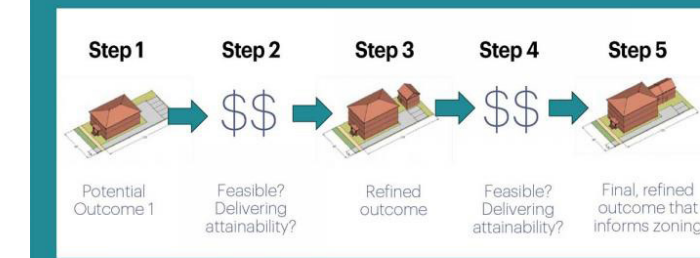 Step 1
Step 2
Step 3
Step 4
Step 5
$$
$$
Potential
Outcome 1
Feasible?
Delivering
attainability?
Refined
outcome
Feasible?
Delivering
attainability?
Final, refined
outcome that
informs zoning